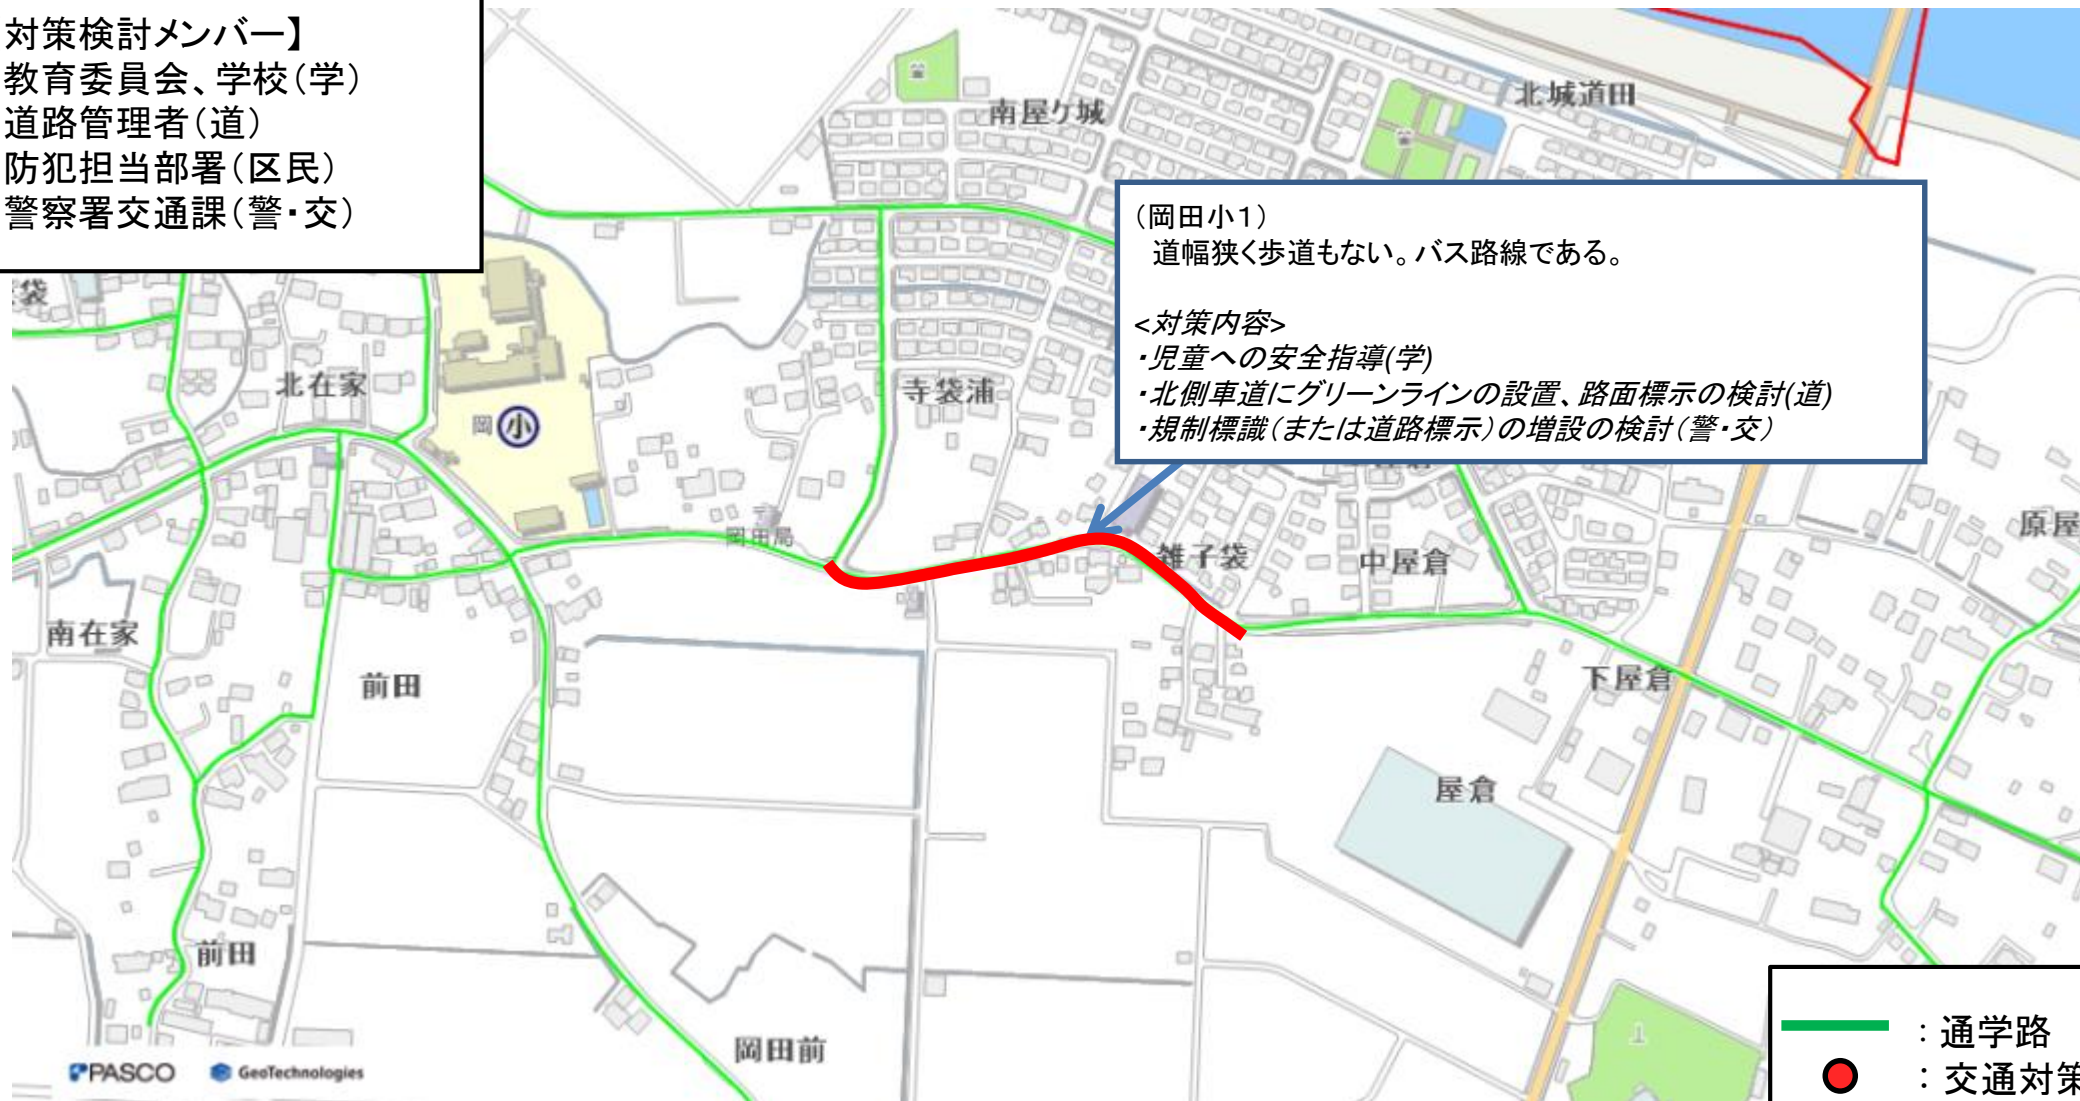 対策検討メンバー】
教育委員会、学校(学)
道路管理者(道)
防犯担当部署(区民)
警察署交通課(警・交)
南屋ケ城
北城道田
(岡田小1)
道幅狭く歩道もない。バス路線である。
<対策内容>
・児童への安全指導(学)
・北側車道にグリーンラインの設置、路面標示の検討(道)
・規制標識(または道路標示)の増設の検討(警・交)
袋
北在家
寺袋浦
岡
小
岡田局
雑子袋
中屋倉
原屋
南在家
前田
下屋倉
屋倉
前田
岡田前
PASCO
GeoTechnologies
:通学路
:交通対策